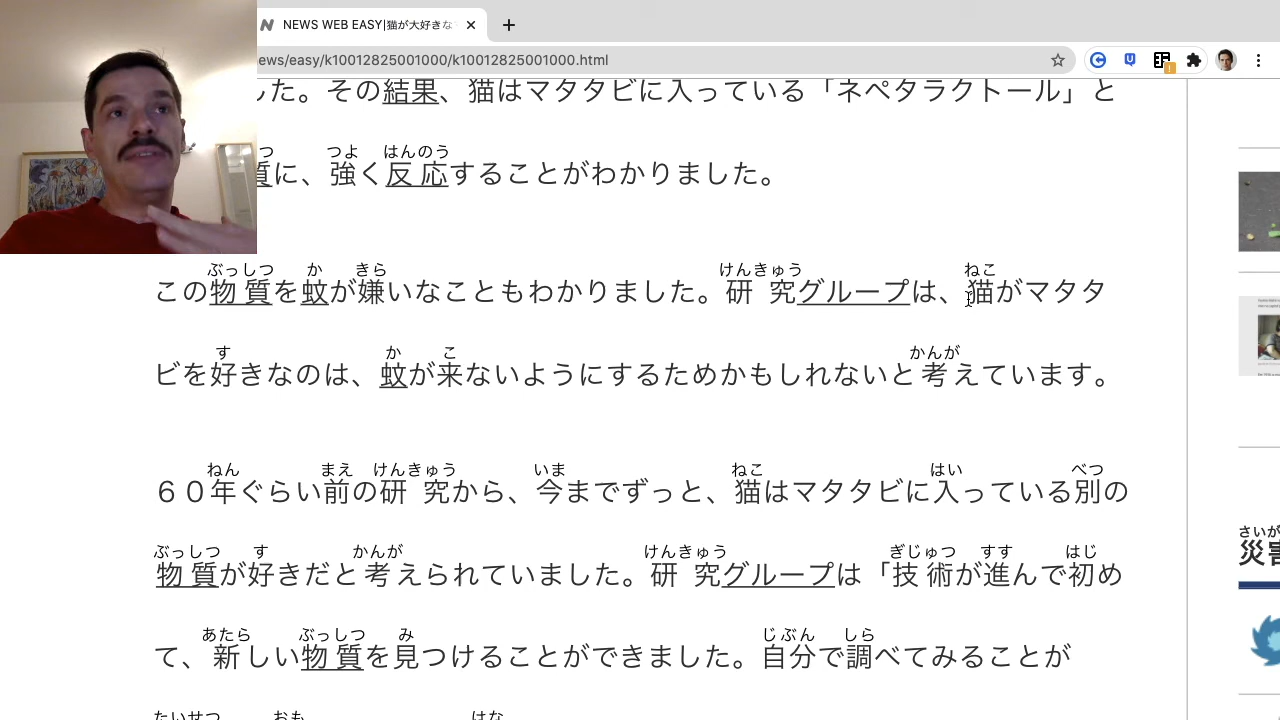 NEWS WEB EASY|猫が大好きな
ews/easy/k10012825001000/k10012825001000.html
した。その結果、猫はマタタビに入っている「ネペタラクトール」と
つ つよ はんのう
質に、強く反応することがわかりました。
ぶっしつ か きら けんきゅう ねこ
この物質を蚊が嫌いなこともわかりました。研究グループは、猫がマタタ
す か こ かんが
ビを好きなのは、蚊が来ないようにするためかもしれないと考えています。
ねん まえ けんきゅう いま ねこ はい べつ
６０年ぐらい前の研究から、今までずっと、猫はマタタビに入っている別の
ぶっしつ す かんが けんきゅう ぎじゅつ すす はじ
物質が好きだと考えられていました。研究グループは「技術が進んで初め
あたら ぶっしつ み じぶん しら
て、新しい物質を見つけることができました。自分で調べてみることが
たいせつ おも はな
さいが
災害